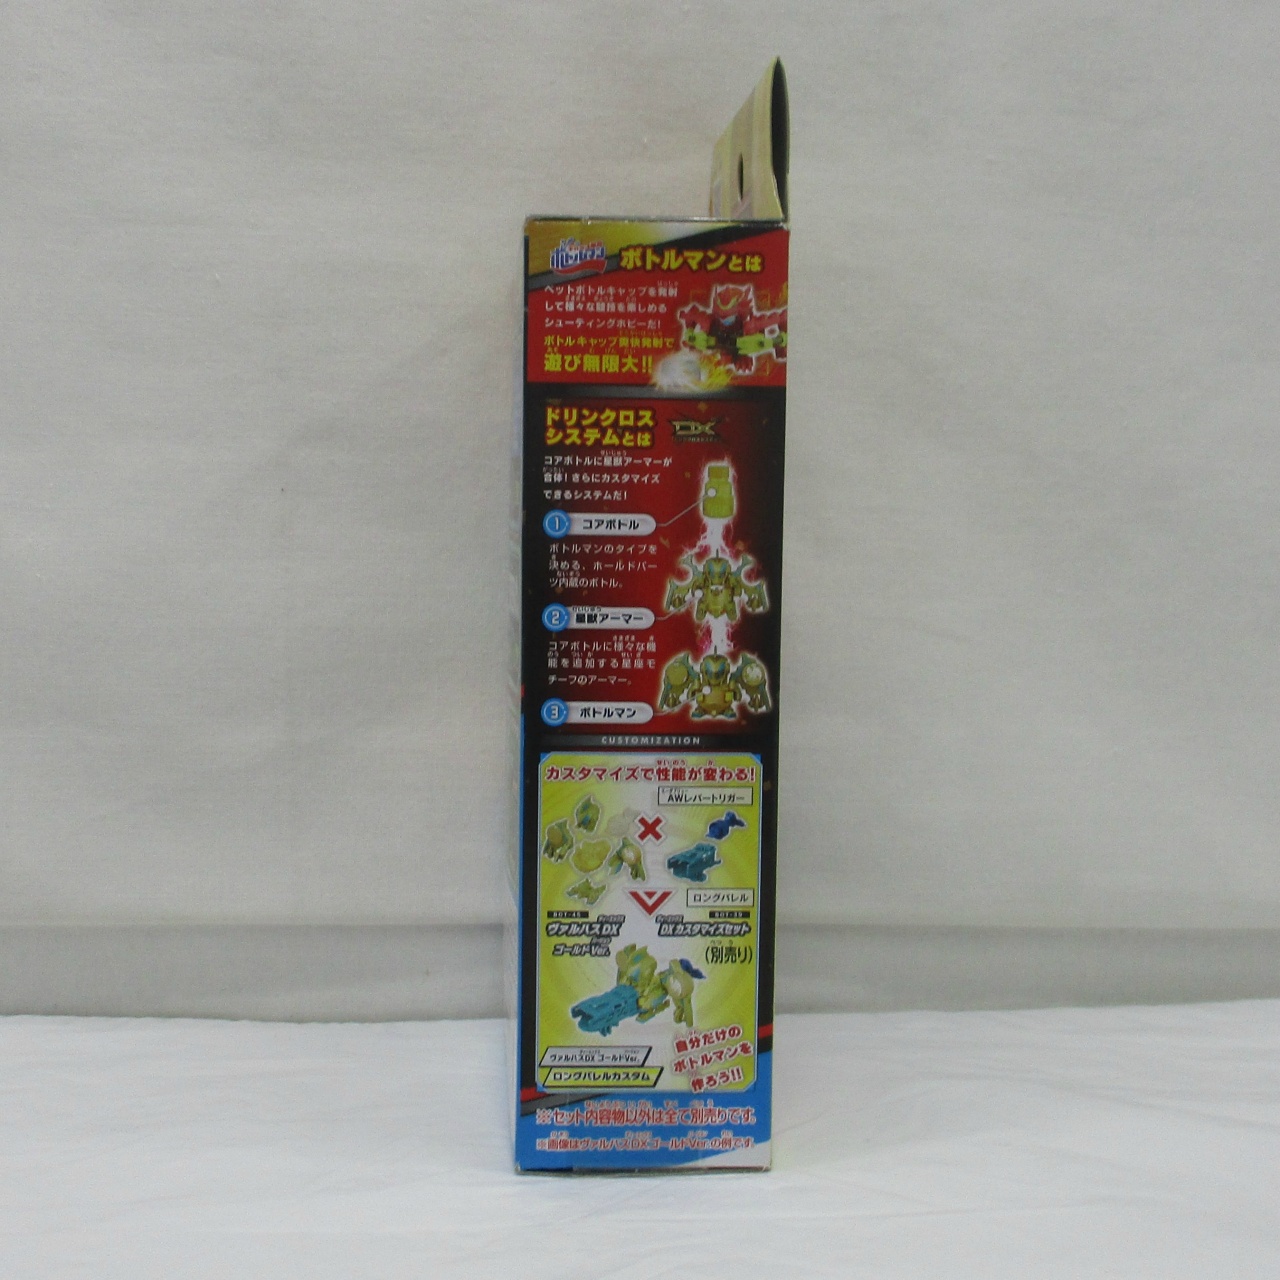 ボトルマン
ボトルマンとは
ペットボトルキャップを発射
して様々な競技を楽しめる
シューティングホビーだ!
ボトルキャップ爽快発射で
遊び無限大!!
ドリンクロス
システムとは
DX
コアボトルに星獣アーマーが
合体!さらにカスタマイズ
できるシステムだ!
1 コアボトル
ボトルマンのタイプを
決める、ホールドパー
ツ内蔵のボトル。
2 星獣アーマー
コアボトルに様々な機
能を追加する星座モ
チーフのアーマー。
3 ボトルマン
CUSTOMIZATION
カスタマイズで性能が変わる!
AWレバートリガー
ロングバレル
BOT-45
ヴァルハスDX
ゴールドVer.
BOT-39
DXカスタマイズセット
(別売り)
ヴァルハスDX ゴールドVer.
ロングバレルカスタム
自分だけの
ボトルマンを
作ろう!!
※セット内容物以外は全て別売りです。
※画像はヴァルハスDX ゴールドVer.の例です。